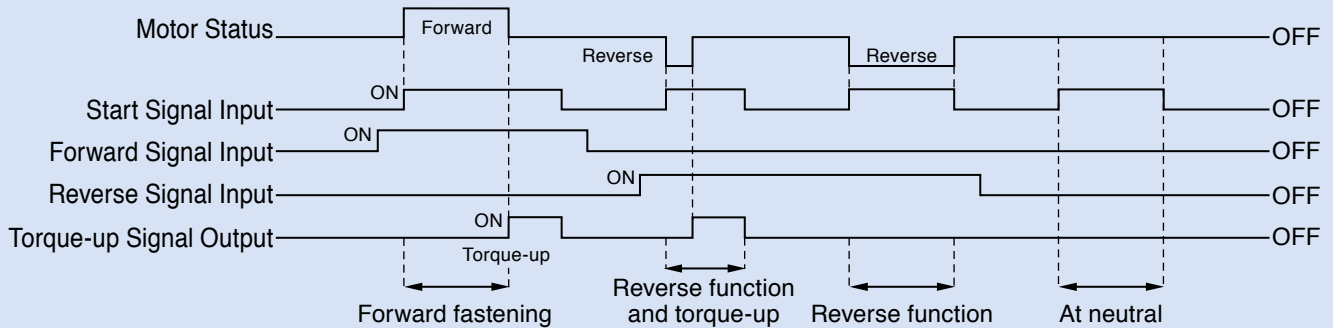 Motor Status
Forward
Reverse
Reverse
OFF
Start Signal Input
ON
OFF
Forward Signal Input
ON
OFF
Reverse Signal Input
ON
OFF
Torque-up Signal Output
ON
OFF
Torque-up
Forward fastening
Reverse function
and torque-up
Reverse function
At neutral